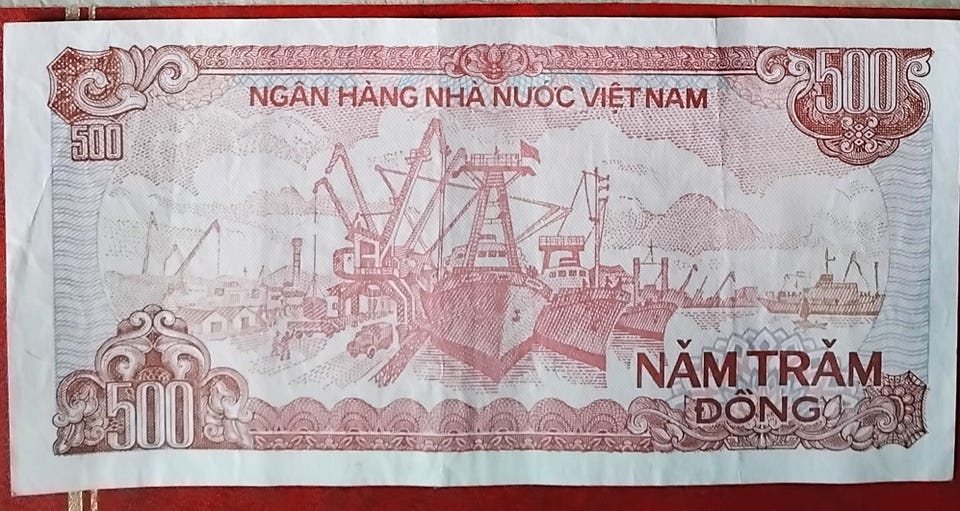 NGÂN HÀNG NHÀ NƯỚC VIỆT NAM
500
500
500
NĂM TRĂM
ĐỒNG